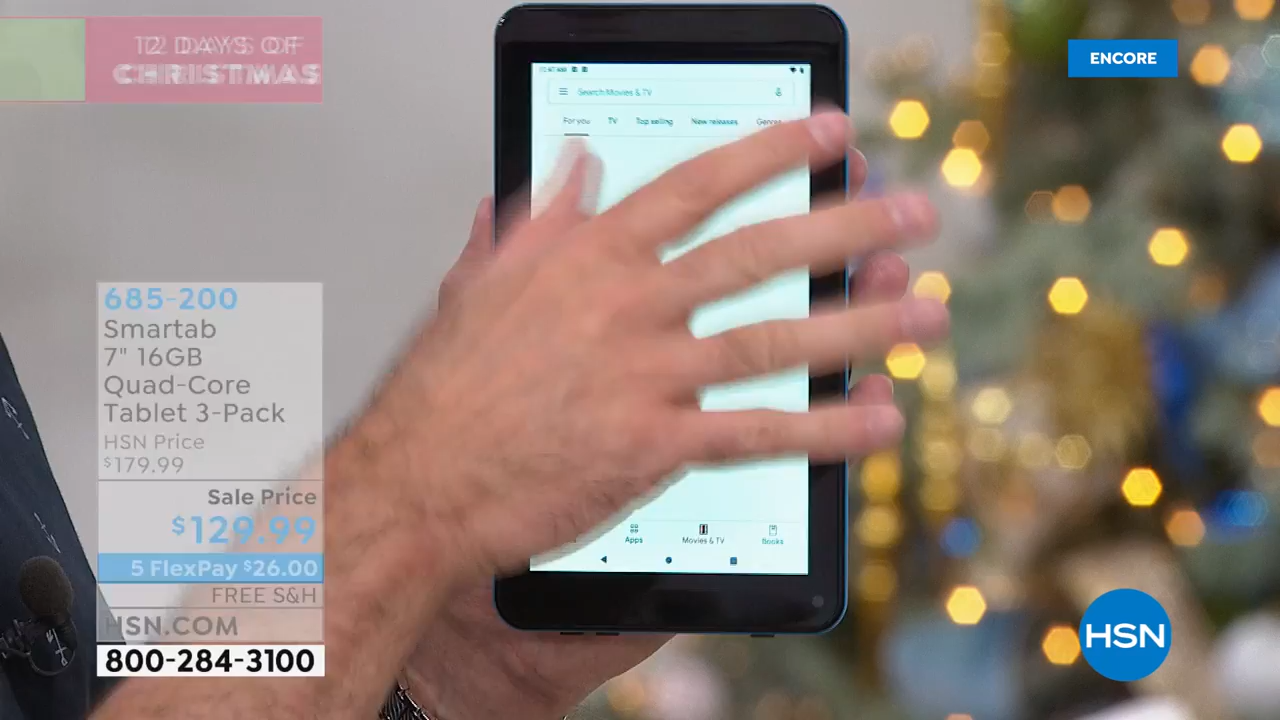 12 DAYS OF
CHRISTMAS
ENCORE
Search Movies & TV
For you TV Top selling New releases Genres
685-200
Smartab
7" 16GB
Quad-Core
Tablet 3-Pack
HSN Price
$179.99
Sale Price
$129.99
5 FlexPay $26.00
FREE S&H
HSN.COM
800-284-3100
Apps Movies & TV Books
HSN